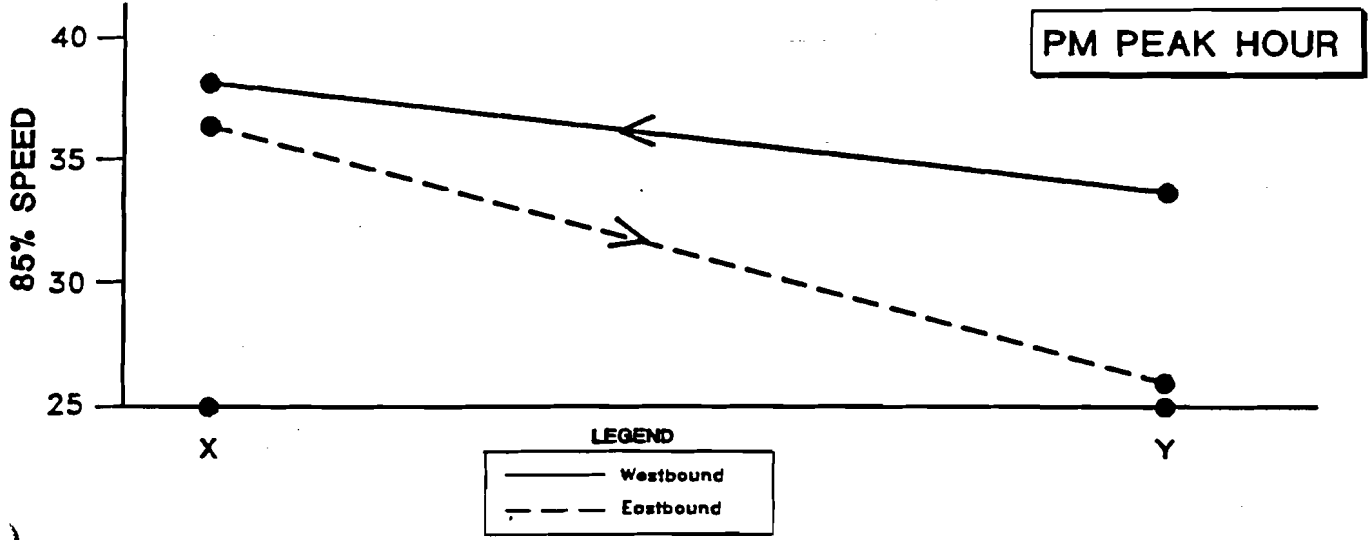 PM PEAK HOUR
40
35
30
25
85% SPEED
X
Y
LEGEND
Westbound
Eastbound